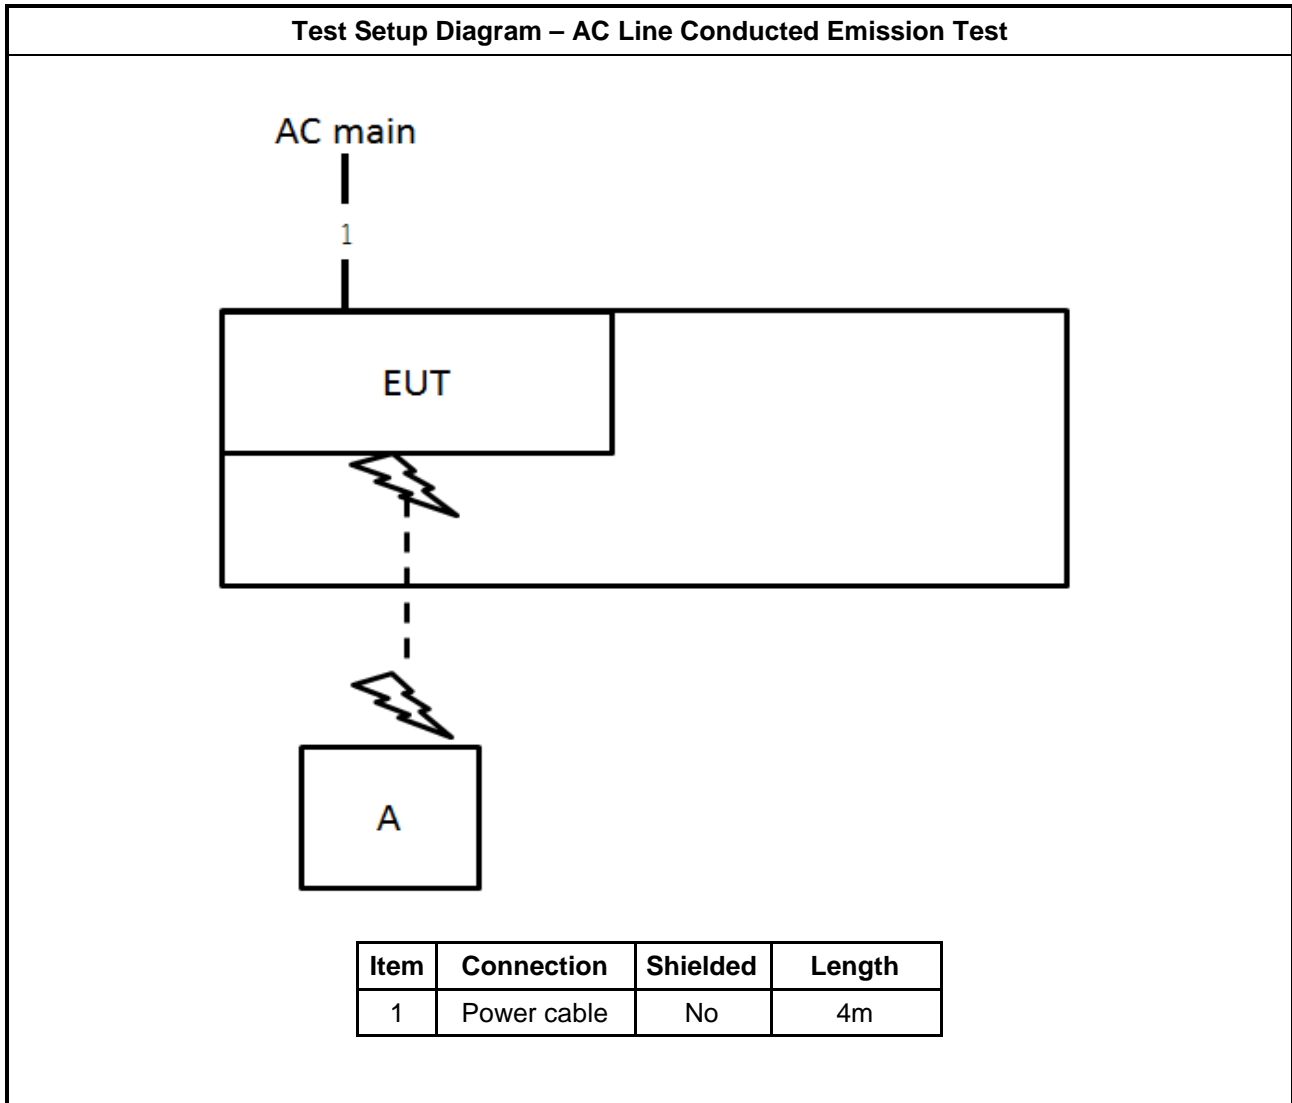 Test Setup Diagram – AC Line Conducted Emission Test
AC main
1
EUT
A
Item Connection Shielded Length
1 Power cable No 4m